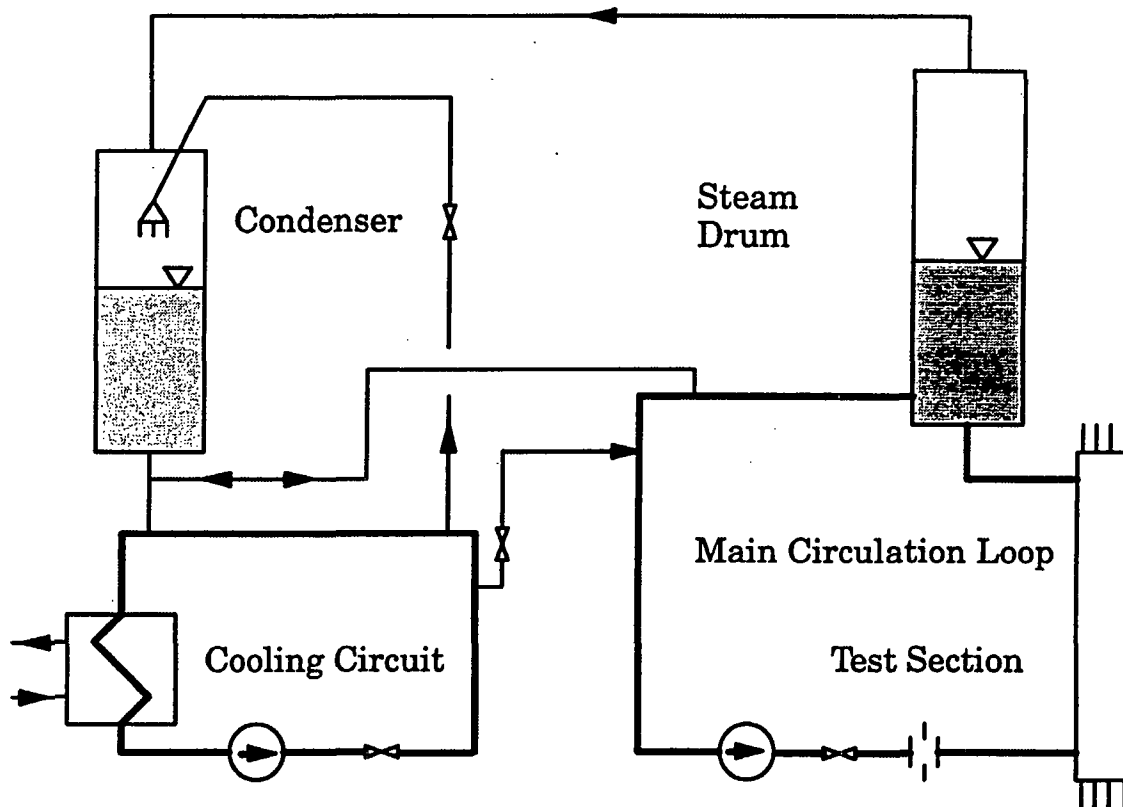 Condenser
Steam
Drum
Main Circulation Loop
Cooling Circuit
Test Section